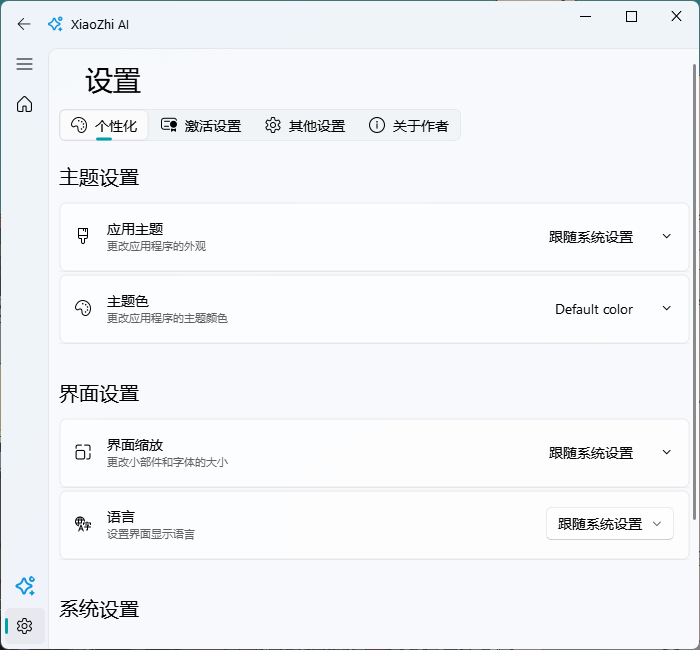 XiaoZhi AI
设置
个性化
激活设置
其他设置
关于作者
主题设置
应用主题
更改应用程序的外观
跟随系统设置
主题色
更改应用程序的主题颜色
Default color
界面设置
界面缩放
更改小部件和字体的大小
跟随系统设置
语言
设置界面显示语言
跟随系统设置
系统设置